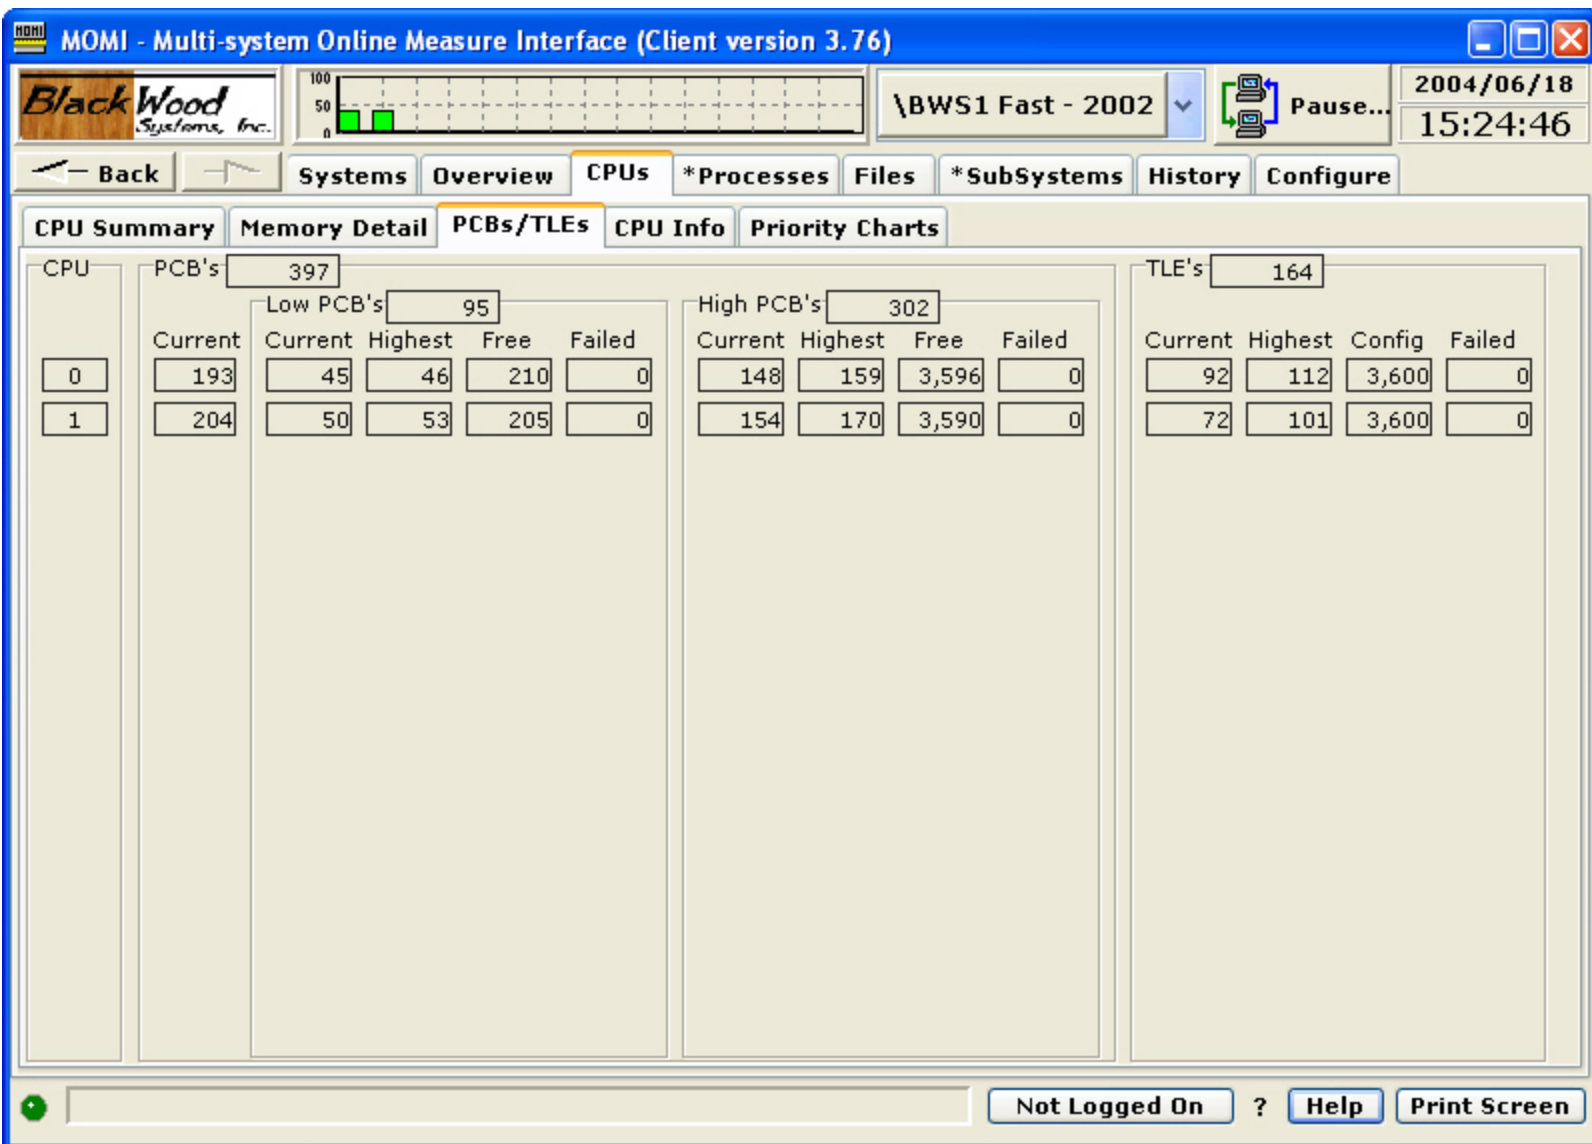 MOMI
MOMI - Multi-system Online Measure Interface (Client version 3.76)
BlackWood
Systems, Inc.
100
50
0
\BWS1 Fast - 2002
Pause...
2004/06/18
15:24:46
Back
Systems Overview CPUs *Processes Files *SubSystems History Configure
CPU Summary Memory Detail PCBs/TLEs CPU Info Priority Charts
CPU PCB's 397 TLE's 164
Low PCB's 95 High PCB's 302
Current Current Highest Free Failed Current Highest Free Failed Current Highest Config Failed
0 193 45 46 210 0 148 159 3,596 0 92 112 3,600 0
1 204 50 53 205 0 154 170 3,590 0 72 101 3,600 0
Not Logged On ? Help Print Screen